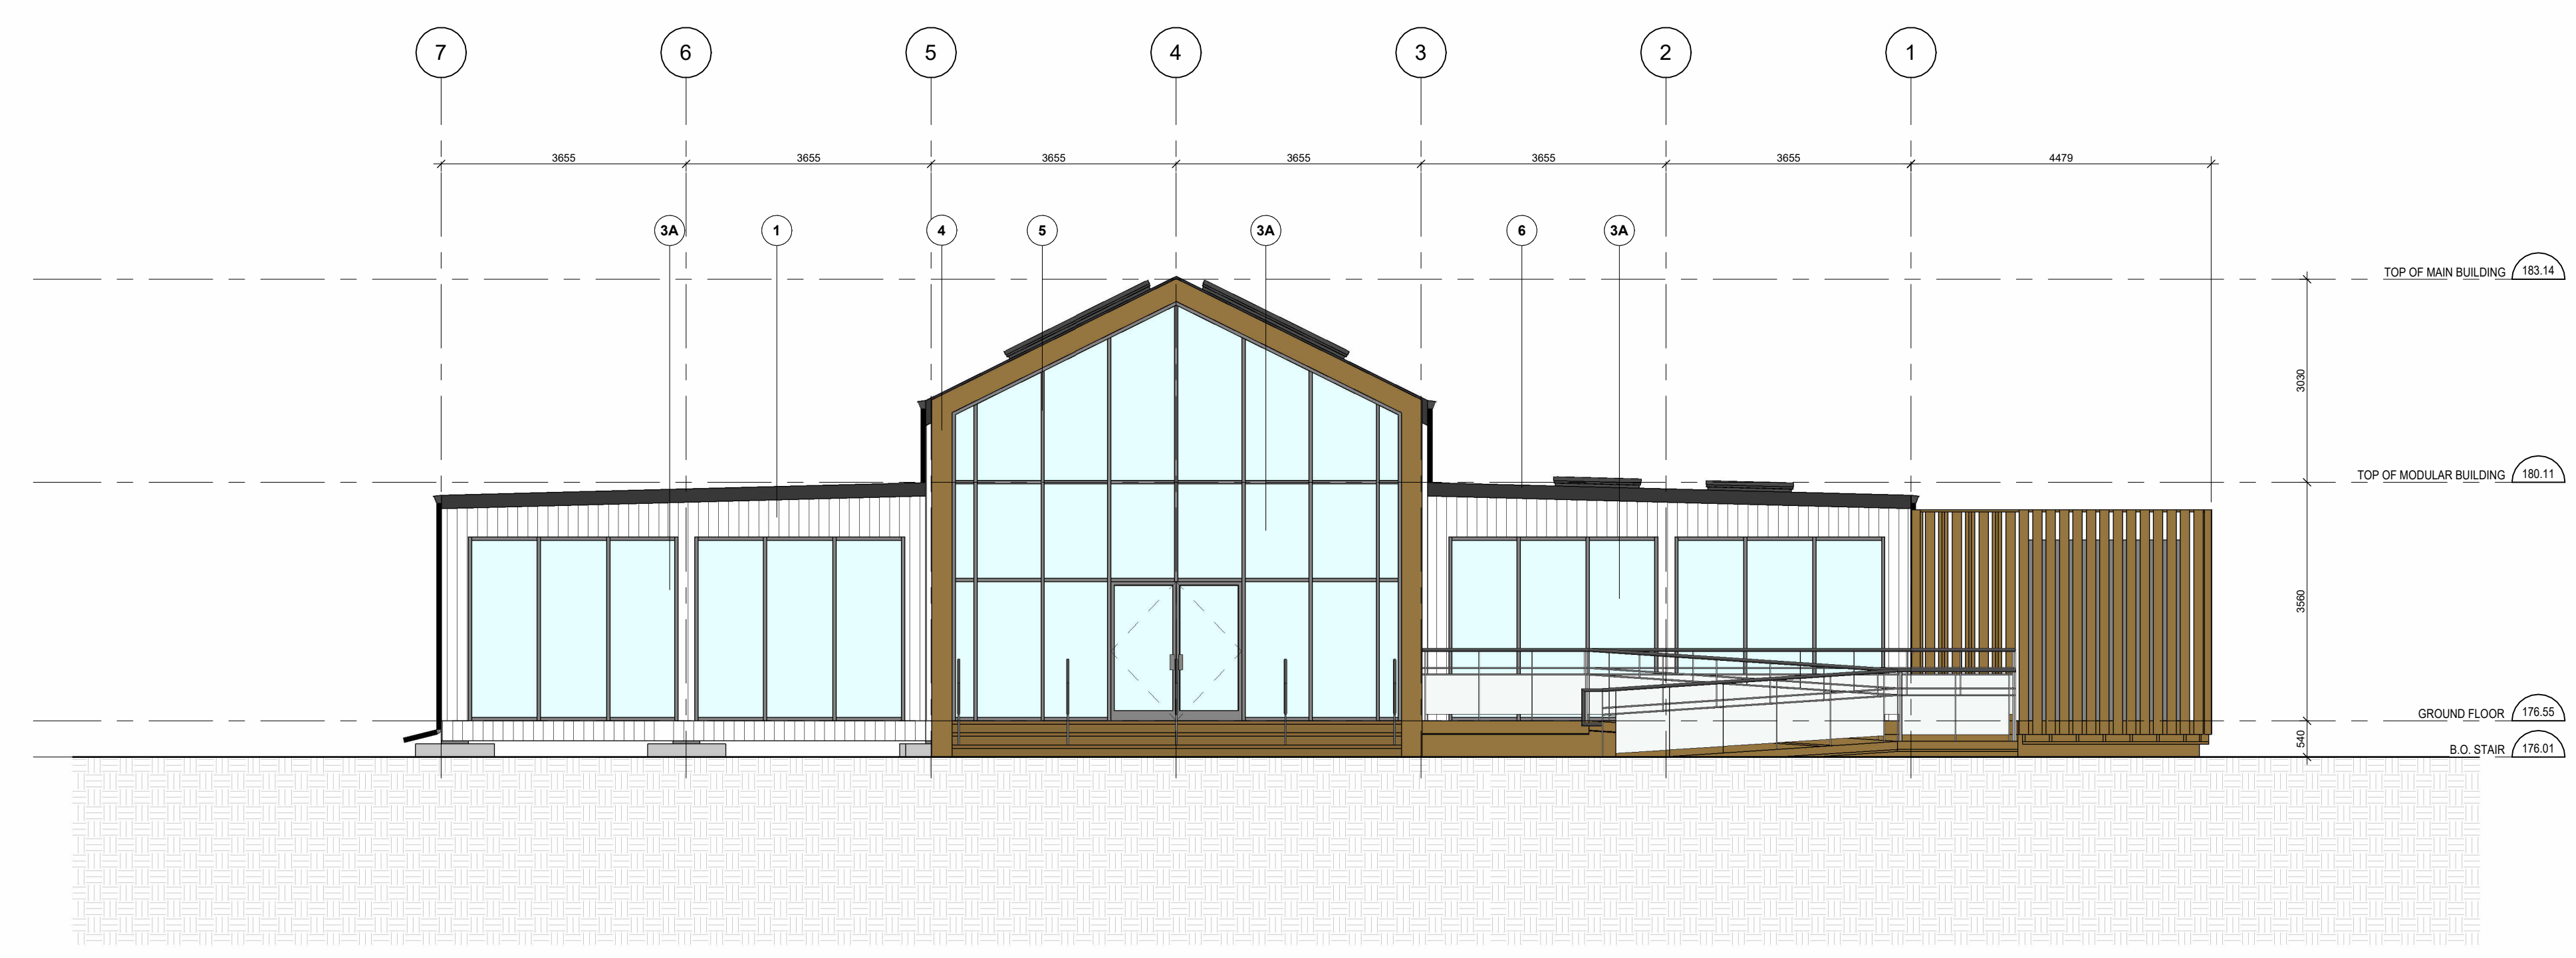 7 6 5 4 3 2 1
3655 3655 3655 3655 3655 3655 4479
3A 1 4 5 3A 6 3A
TOP OF MAIN BUILDING 183.14
3030
TOP OF MODULAR BUILDING 180.11
3560
GROUND FLOOR 176.55
540
B.O. STAIR 176.01